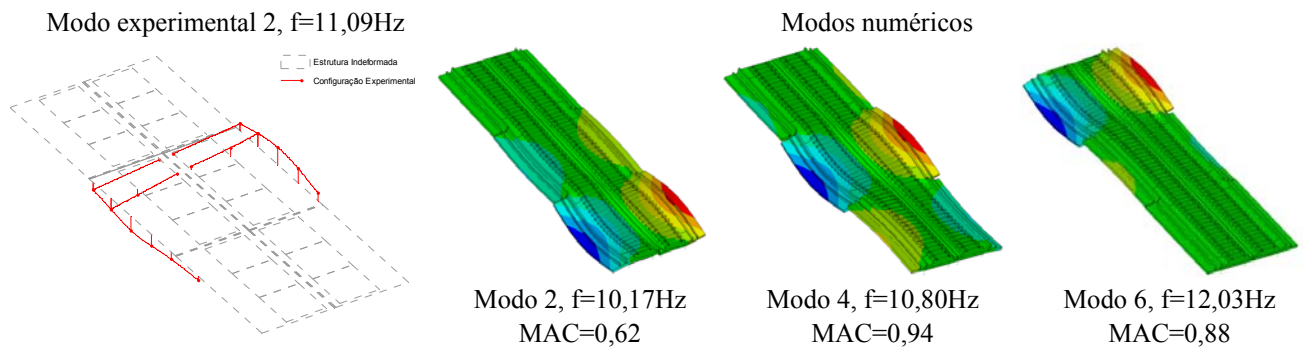 Modo experimental 2, f=11,09Hz
Modos numéricos
Estrutura Indeformada
Configuração Experimental
Modo 2, f=10,17Hz
MAC=0,62
Modo 4, f=10,80Hz
MAC=0,94
Modo 6, f=12,03Hz
MAC=0,88